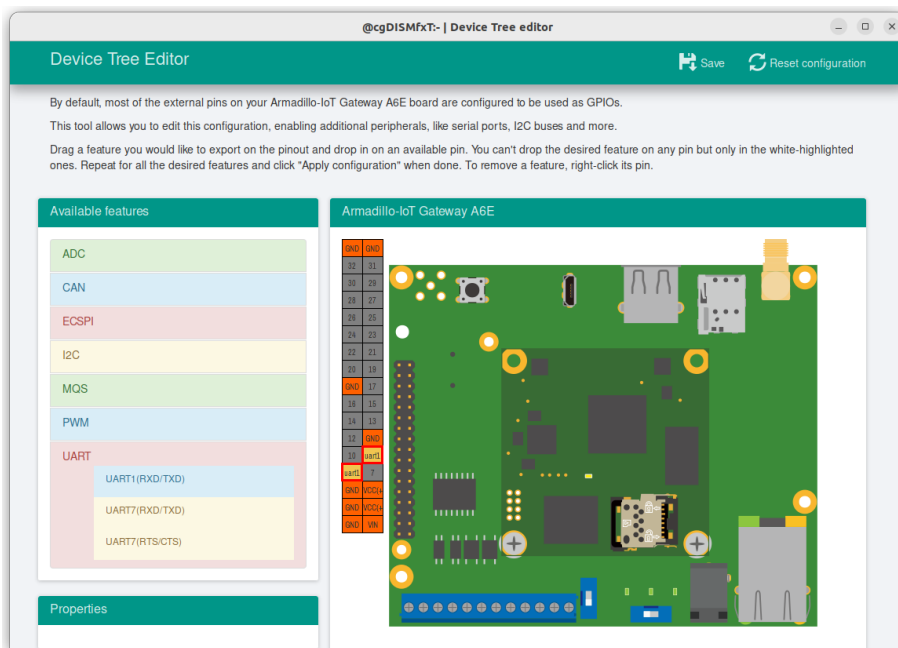 @cgDISMfxT:- | Device Tree editor
Device Tree Editor
Save
Reset configuration
By default, most of the external pins on your Armadillo-IoT Gateway A6E board are configured to be used as GPIOs.
This tool allows you to edit this configuration, enabling additional peripherals, like serial ports, I2C buses and more.
Drag a feature you would like to export on the pinout and drop in on an available pin. You can't drop the desired feature on any pin but only in the white-highlighted
ones. Repeat for all the desired features and click "Apply configuration" when done. To remove a feature, right-click its pin.
Available features
ADC
CAN
ECSPI
I2C
MQS
PWM
UART
UART1(RXD/TXD)
UART7(RXD/TXD)
UART7(RTS/CTS)
Properties
Armadillo-IoT Gateway A6E
GND GND
32 31
30 29
28 27
26 25
24 23
22 21
20 19
GND 17
16 15
14 13
12 GND
10 uart1
uart1 7
GND VCC(+
GND VCC(+
GND VIN